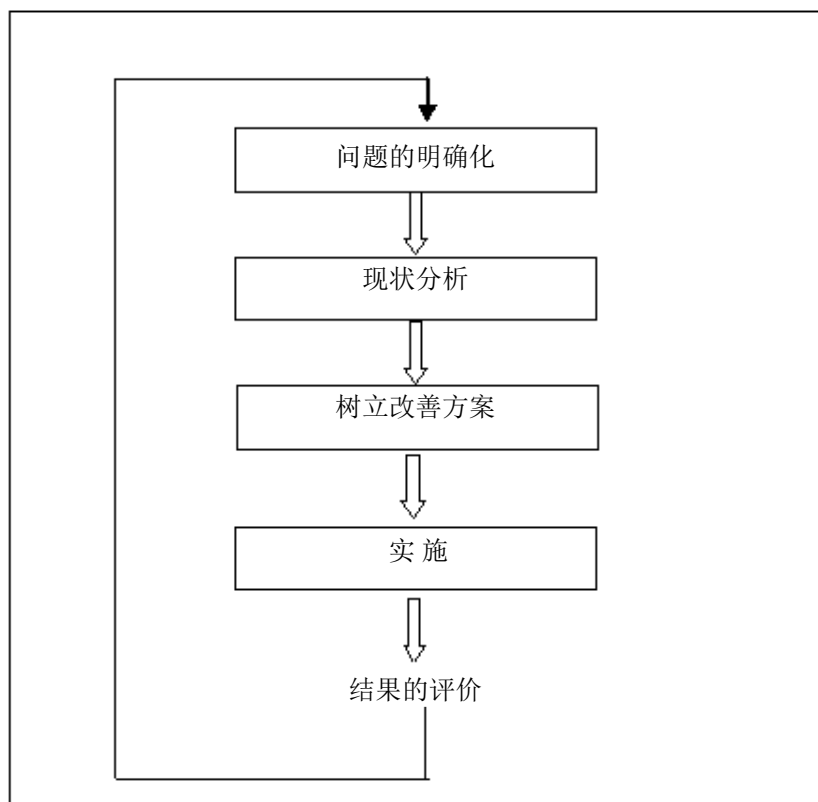 问题的明确化
现状分析
树立改善方案
实 施
结果的评价